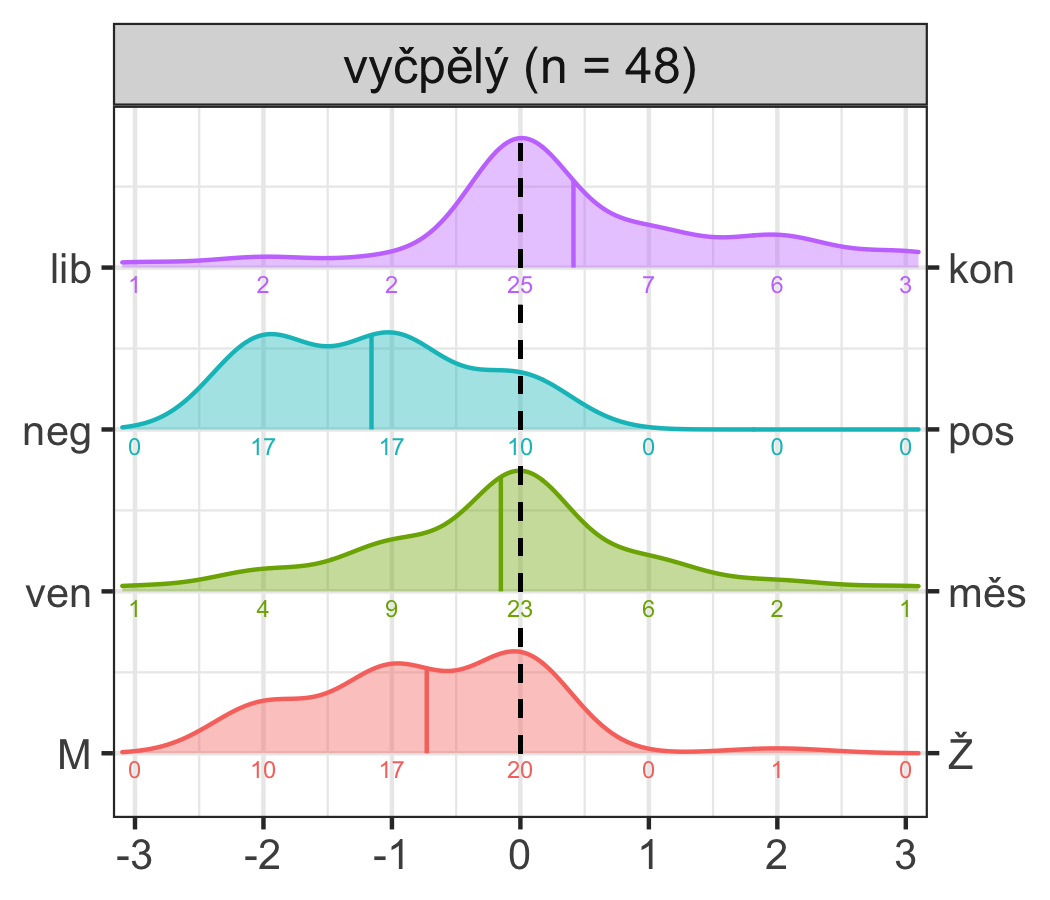 vyčpělý (n = 48)
lib kon
1 2 2 25 7 6 3
neg pos
0 17 17 10 0 0 0
ven měs
1 4 9 23 6 2 1
M Ž
0 10 17 20 0 1 0
-3 -2 -1 0 1 2 3